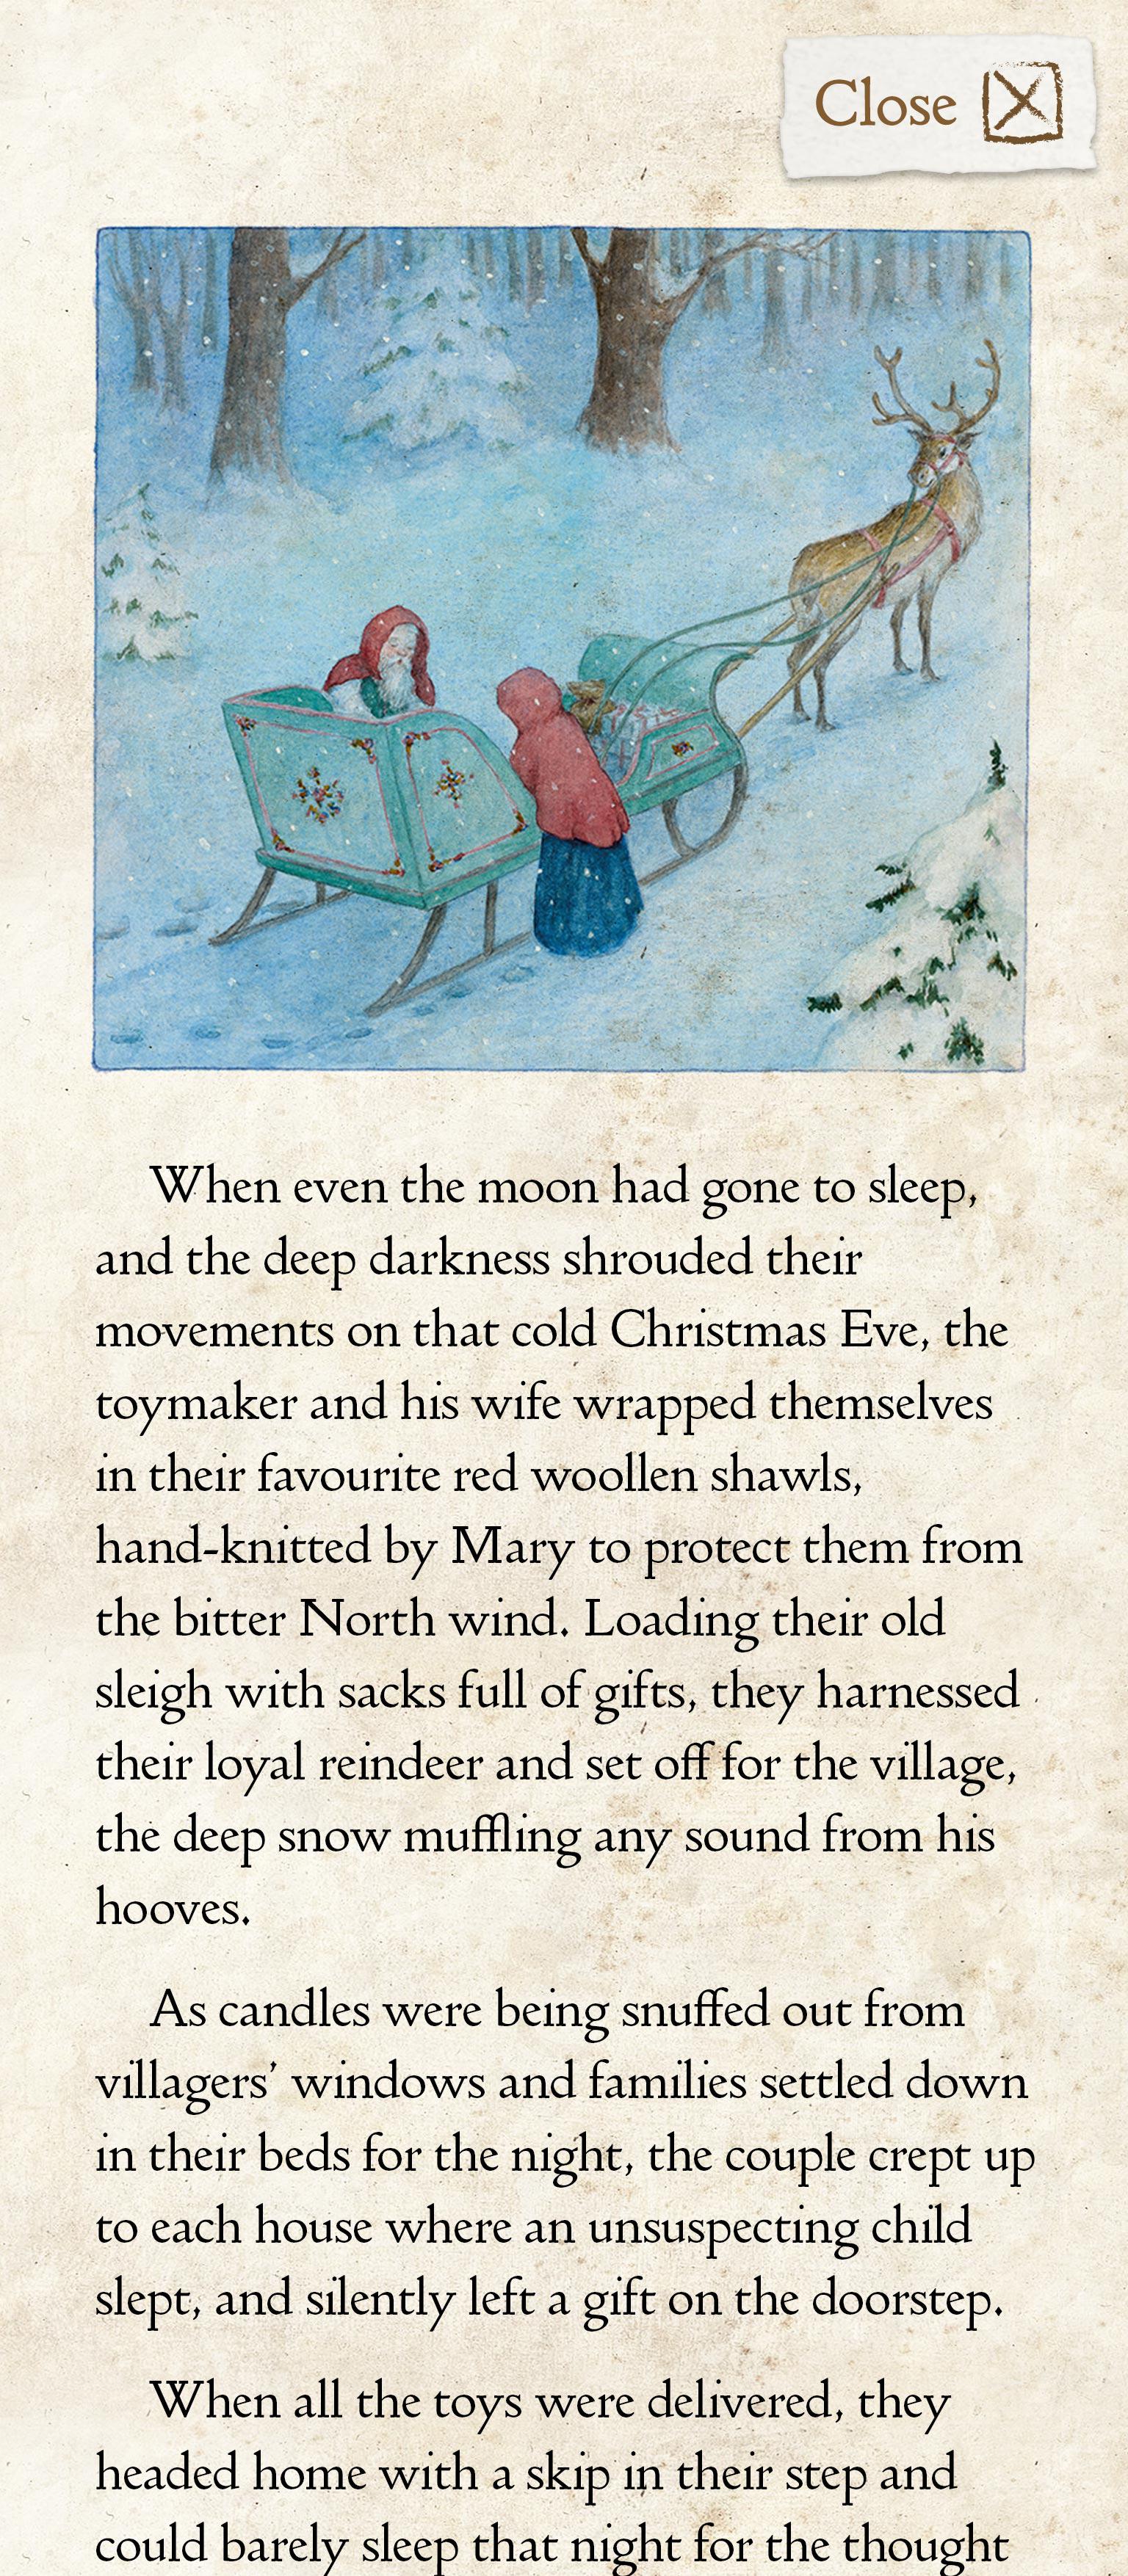 Close
When even the moon had gone to sleep,
and the deep darkness shrouded their
movements on that cold Christmas Eve, the
toymaker and his wife wrapped themselves
in their favourite red woollen shawls,
hand-knitted by Mary to protect them from
the bitter North wind. Loading their old
sleigh with sacks full of gifts, they harnessed
their loyal reindeer and set off for the village,
the deep snow muffling any sound from his
hooves.
As candles were being snuffed out from
villagers’ windows and families settled down
in their beds for the night, the couple crept up
to each house where an unsuspecting child
slept, and silently left a gift on the doorstep.
When all the toys were delivered, they
headed home with a skip in their step and
could barely sleep that night for the thought